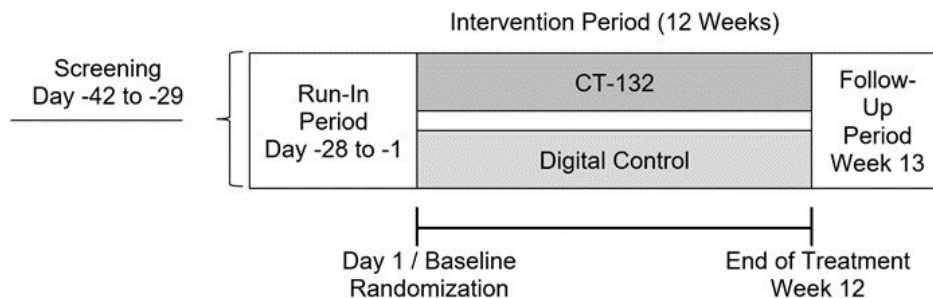 Intervention Period (12 Weeks)
Screening
Day -42 to -29
Run-In
Period
Day -28 to -1
CT-132
Digital Control
Follow-
Up
Period
Week 13
Day 1 / Baseline
Randomization
End of Treatment
Week 12